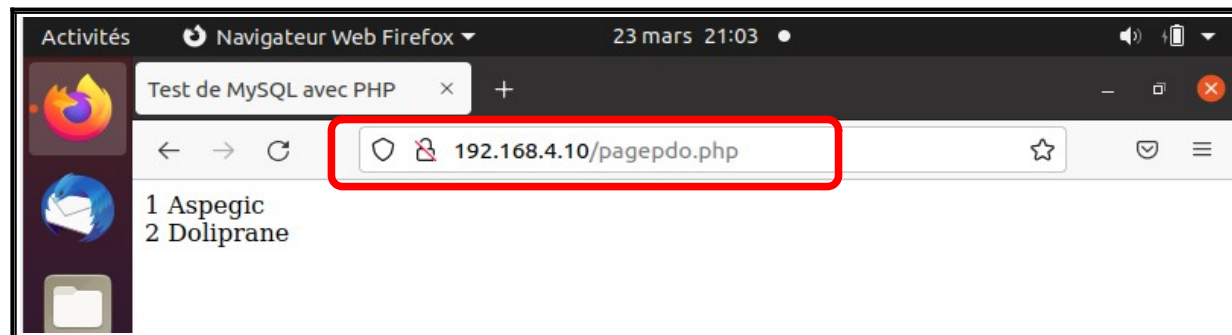 Activités Navigateur Web Firefox 23 mars 21:03
Test de MySQL avec PHP
192.168.4.10/pagepdo.php
1 Aspegic
2 Doliprane